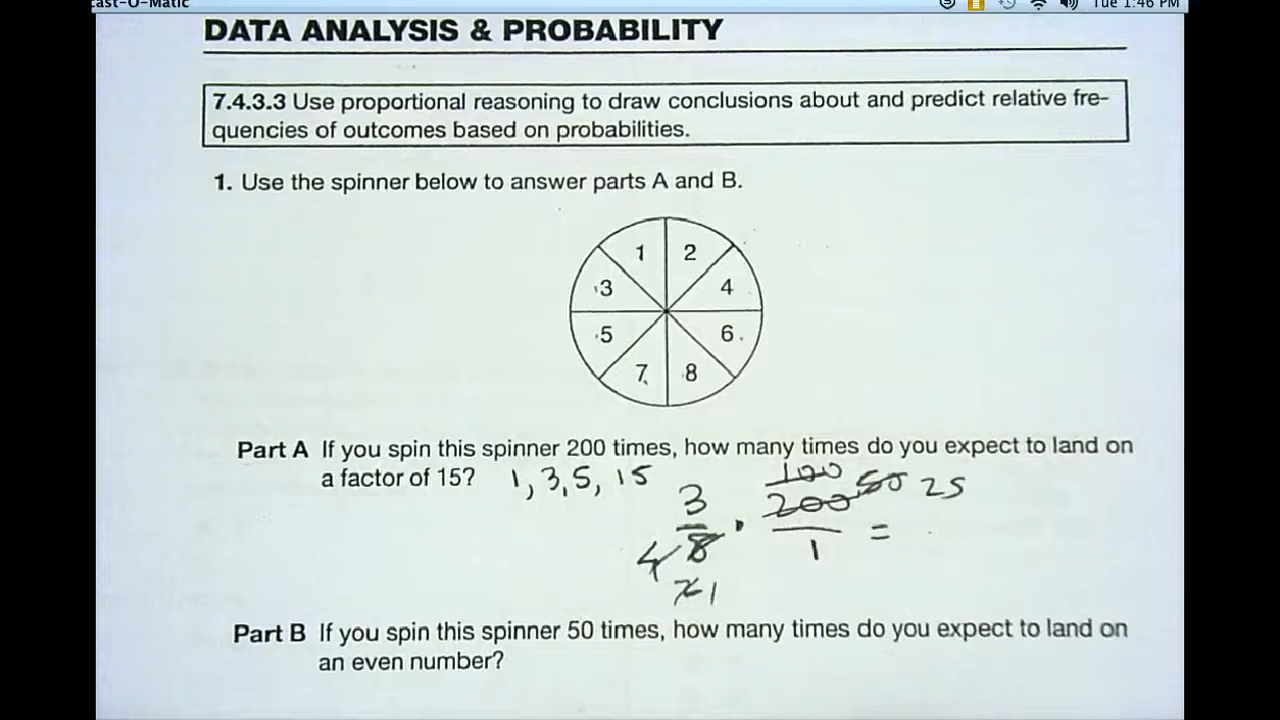 cast-O-Matic Tue 1:46 PM
DATA ANALYSIS & PROBABILITY
7.4.3.3 Use proportional reasoning to draw conclusions about and predict relative fre-
quencies of outcomes based on probabilities.
1. Use the spinner below to answer parts A and B.
1 2
3 4
5 6
7 8
Part A If you spin this spinner 200 times, how many times do you expect to land on
a factor of 15? 1, 3, 5, 15
100
3 200 50 25
4 8 · 1 =
2 1
Part B If you spin this spinner 50 times, how many times do you expect to land on
an even number?